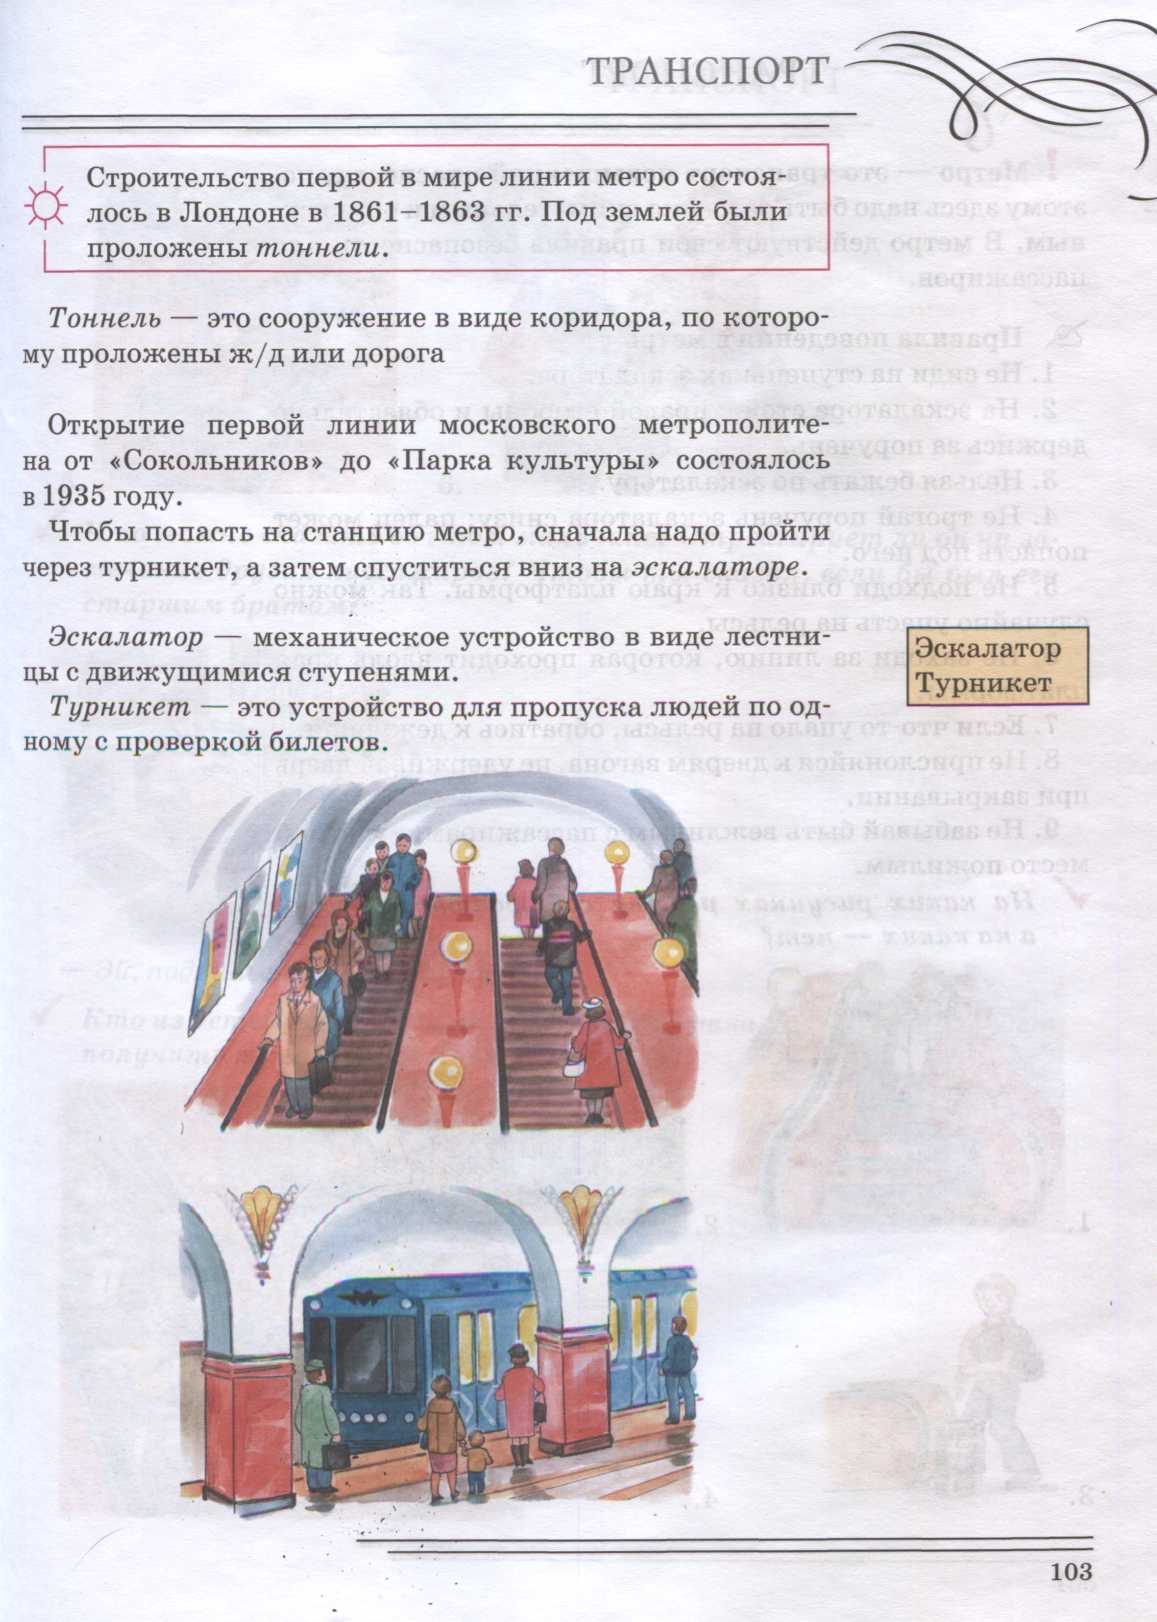 ТРАНСПОРТ
Строительство первой в мире линии метро состоя-
лось в Лондоне в 1861–1863 гг. Под землей были
проложены тоннели.
Тоннель — это сооружение в виде коридора, по которо-
му проложены ж/д или дорога
Открытие первой линии московского метрополите-
на от «Сокольников» до «Парка культуры» состоялось
в 1935 году.
Чтобы попасть на станцию метро, сначала надо пройти
через турникет, а затем спуститься вниз на эскалаторе.
Эскалатор — механическое устройство в виде лестни-
цы с движущимися ступенями.
Турникет — это устройство для пропуска людей по од-
ному с проверкой билетов.
Эскалатор
Турникет
103